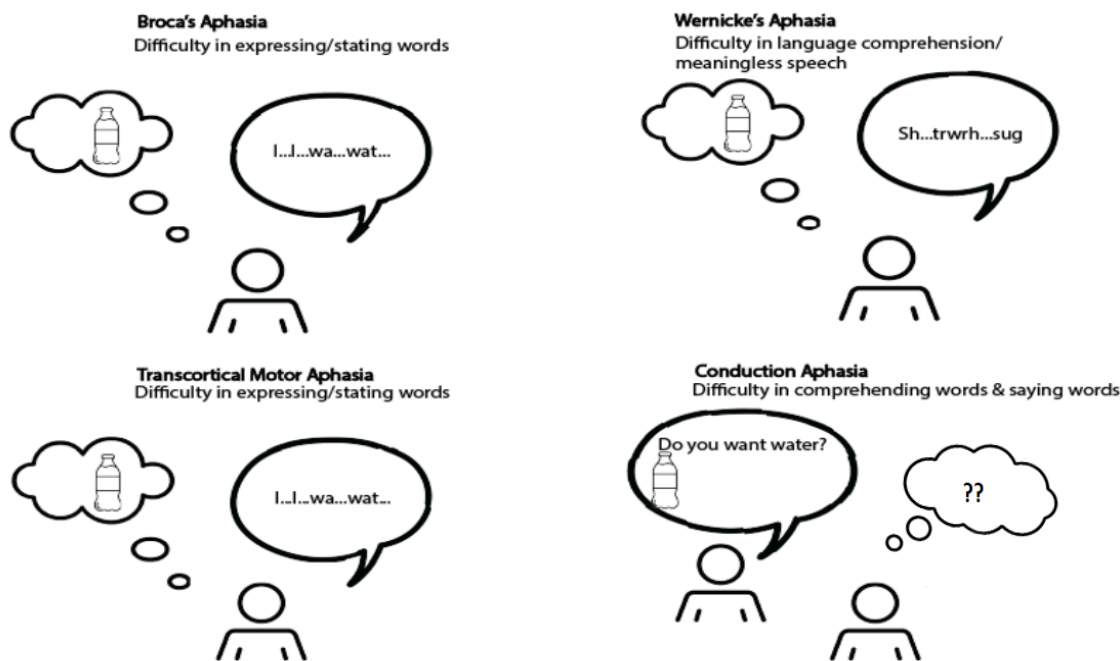 Broca's Aphasia
Difficulty in expressing/stating words
I...I...wa...wat...
Wernicke's Aphasia
Difficulty in language comprehension/
meaningless speech
Sh...trwrh...sug
Transcortical Motor Aphasia
Difficulty in expressing/stating words
I...I...wa...wat...
Conduction Aphasia
Difficulty in comprehending words & saying words
Do you want water?
??